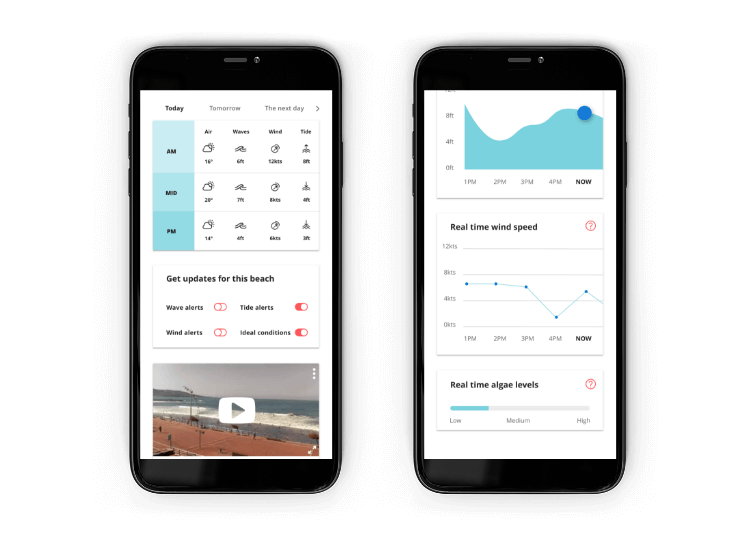 Today Tomorrow The next day
Air Waves Wind Tide
AM
16° 6ft 12kts 8ft
MID
20° 7ft 8kts 4ft
PM
14° 4ft 6kts 3ft
Get updates for this beach
Wave alerts Tide alerts
Wind alerts Ideal conditions
8ft
4ft
0ft
1PM 2PM 3PM 4PM NOW
Real time wind speed ?
12kts
8kts
4kts
0kts
1PM 2PM 3PM 4PM NOW
Real time algae levels ?
Low Medium High